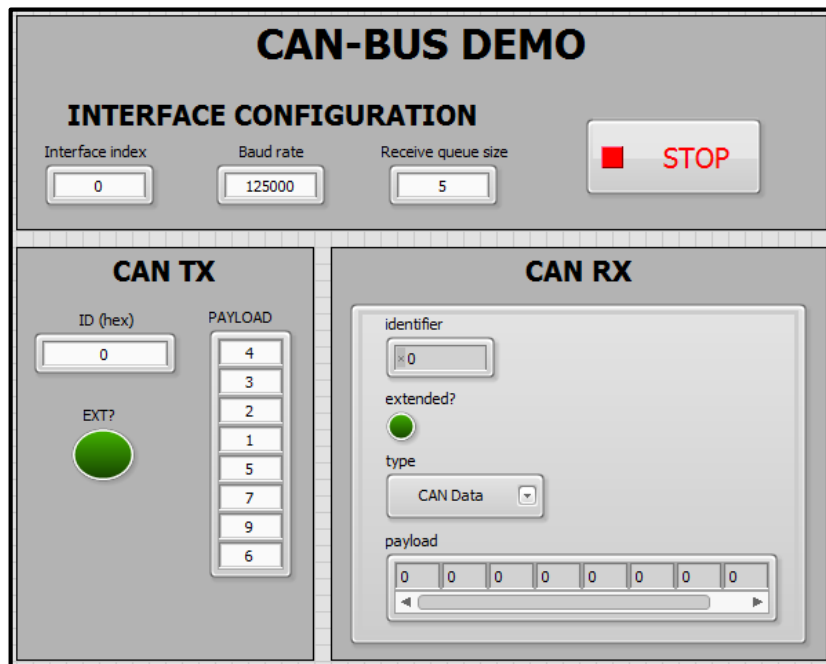 CAN-BUS DEMO
INTERFACE CONFIGURATION
Interface index Baud rate Receive queue size
0 125000 5
STOP
CAN TX
ID (hex) PAYLOAD
0
4
3
2
1
5
7
9
6
EXT?
CAN RX
identifier
×0
extended?
type
CAN Data
payload
0 0 0 0 0 0 0 0